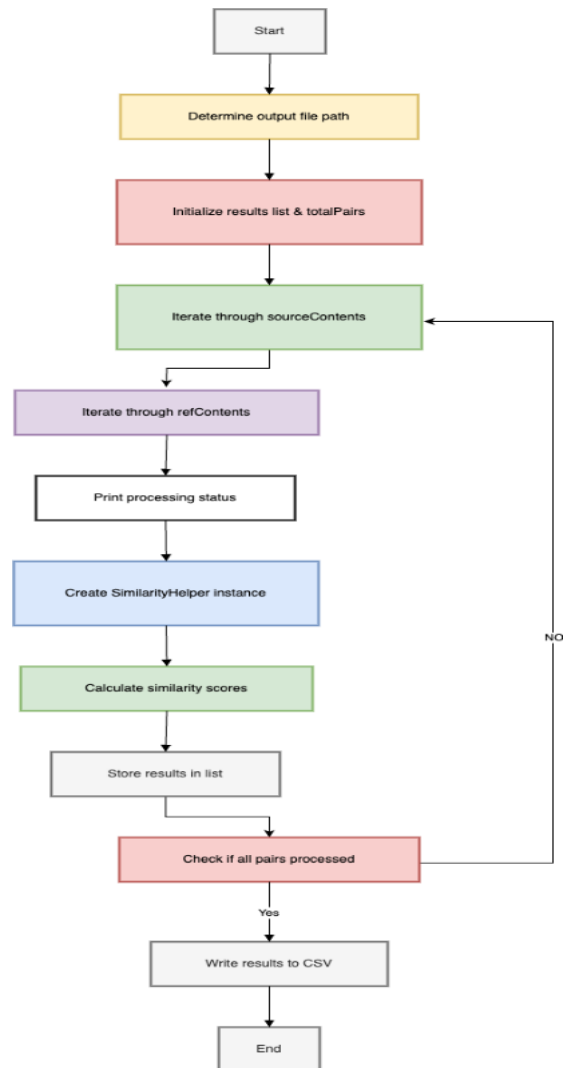 Start
Determine output file path
Initialize results list & totalPairs
Iterate through sourceContents
Iterate through refContents
Print processing status
Create SimilarityHelper instance
NO
Calculate similarity scores
Store results in list
Check if all pairs processed
Yes
Write results to CSV
End